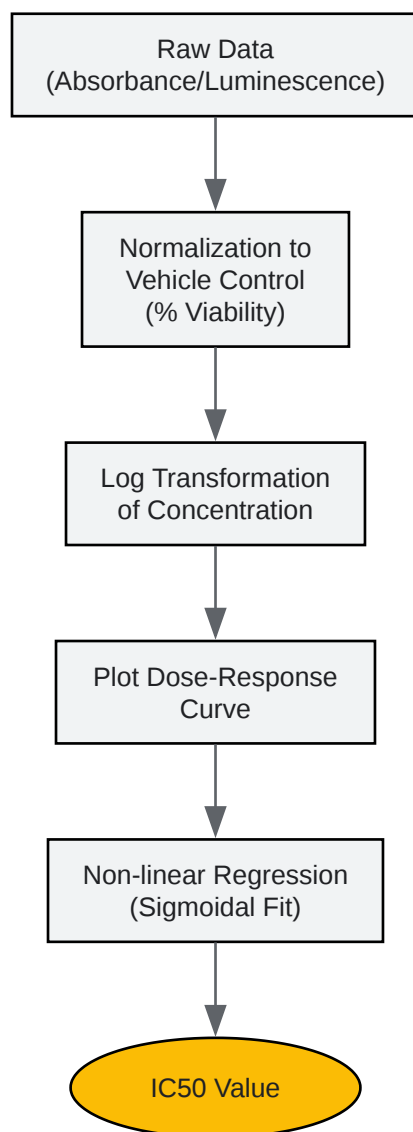 Raw Data
(Absorbance/Luminescence)
Normalization to
Vehicle Control
(% Viability)
Log Transformation
of Concentration
Plot Dose-Response
Curve
Non-linear Regression
(Sigmoidal Fit)
IC50 Value